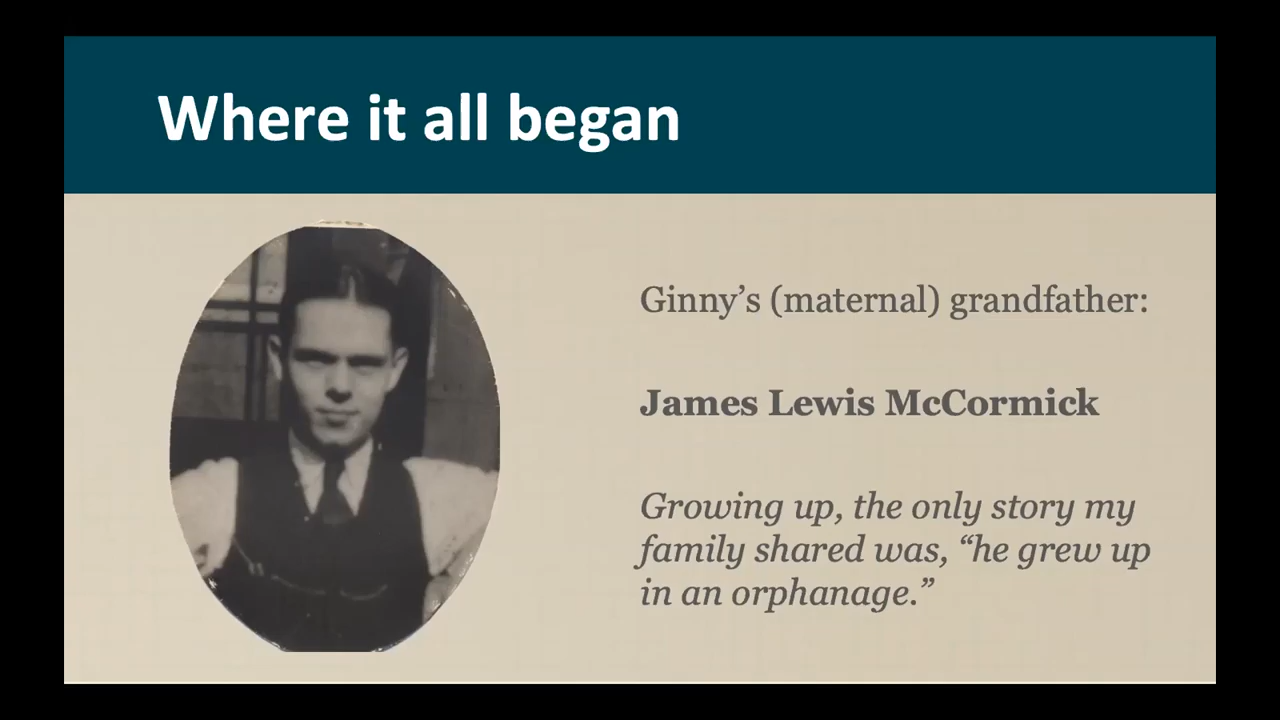 Where it all began
Ginny’s (maternal) grandfather:
James Lewis McCormick
Growing up, the only story my
family shared was, “he grew up
in an orphanage.”